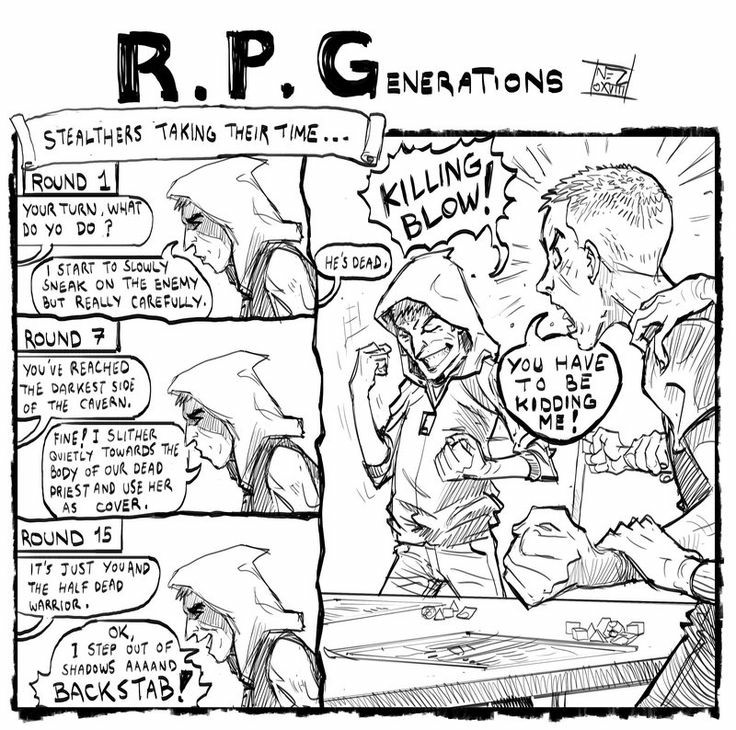 R.P.GENERATIONS
NEZ
OXVIII
STEALTHERS TAKING THEIR TIME...
ROUND 1
YOUR TURN, WHAT
DO YO DO ?
I START TO SLOWLY
SNEAK ON THE ENEMY
BUT REALLY CAREFULLY.
ROUND 7
YOU'VE REACHED
THE DARKEST SIDE
OF THE CAVERN.
FINE! I SLITHER
QUIETLY TOWARDS THE
BODY OF OUR DEAD
PRIEST AND USE HER
AS COVER.
ROUND 15
IT'S JUST YOU AND
THE HALF DEAD
WARRIOR.
OK,
I STEP OUT OF
SHADOWS AAAAND
BACKSTAB!
HE'S DEAD.
KILLING
BLOW!
YOU HAVE
TO BE
KIDDING
ME!